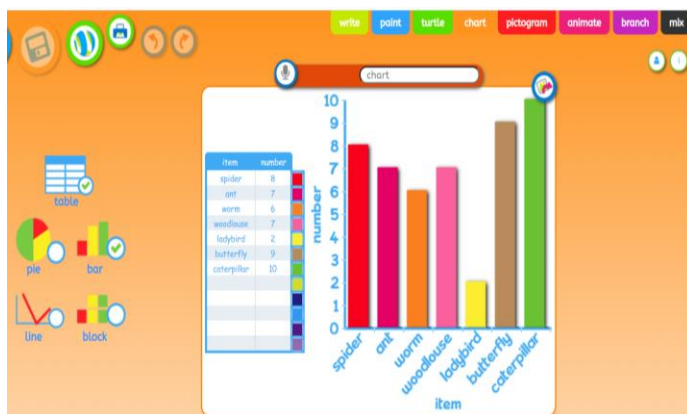 write paint turtle chart pictogram animate branch mix
chart
item number
spider 8
ant 7
worm 6
woodlouse 7
ladybird 2
butterfly 9
caterpillar 10
table
pie bar
line block
number
10
9
8
7
6
5
4
3
2
1
0
spider ant worm woodlouse ladybird butterfly caterpillar
item